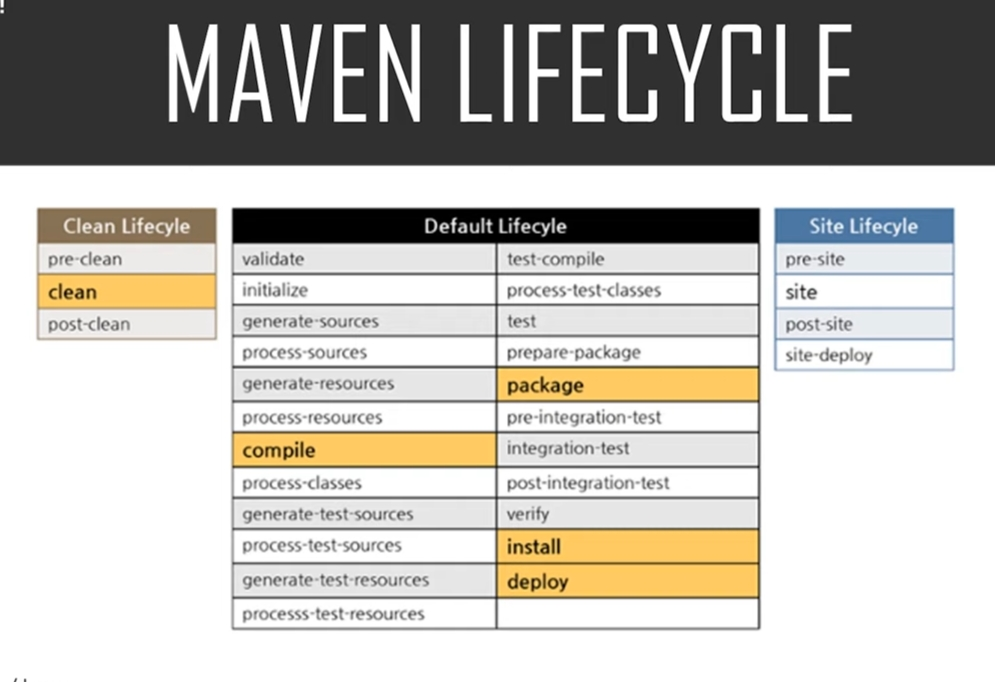 MAVEN LIFECYCLE
Clean Lifecyle
pre-clean
clean
post-clean
Default Lifecyle
validate
initialize
generate-sources
process-sources
generate-resources
process-resources
compile
process-classes
generate-test-sources
process-test-sources
generate-test-resources
processs-test-resources
test-compile
process-test-classes
test
prepare-package
package
pre-integration-test
integration-test
post-integration-test
verify
install
deploy
Site Lifecyle
pre-site
site
post-site
site-deploy